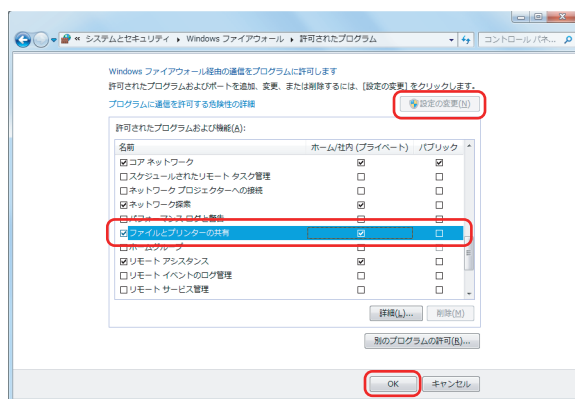 « システムとセキュリティ ▸ Windows ファイアウォール ▸ 許可されたプログラム
コントロール パネ...
Windows ファイアウォール経由の通信をプログラムに許可します
許可されたプログラムおよびポートを追加、変更、または削除するには、[設定の変更] をクリックします。
プログラムに通信を許可する危険性の詳細
設定の変更(N)
許可されたプログラムおよび機能(A):
名前 ホーム/社内 (プライベート) パブリック
コア ネットワーク
スケジュールされたリモート タスク管理
ネットワーク プロジェクターへの接続
ネットワーク探索
パフォーマンス ログと警告
ファイルとプリンターの共有
ホームグループ
リモート アシスタンス
リモート イベントのログ管理
リモート サービス管理
詳細(L)... 削除(M)
別のプログラムの許可(R)...
OK キャンセル